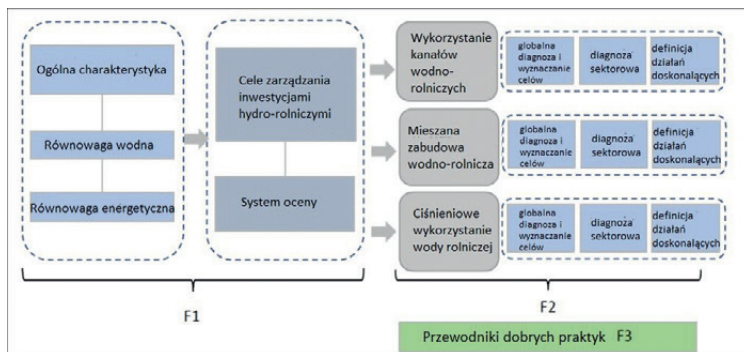 Ogólna charakterystyka
Równowaga wodna
Równowaga energetyczna
Cele zarządzania
inwestycjami
hydro-rolniczymi
System oceny
F1
Wykorzystanie
kanałów
wodno-
rolniczych
globalna
diagnoza i
wyznaczanie
celów
diagnoza
sektorowa
definicja
działań
doskonalących
Mieszana
zabudowa
wodno-rolnicza
globalna
diagnoza i
wyznaczanie
celów
diagnoza
sektorowa
definicja
działań
doskonalących
Ciśnieniowe
wykorzystanie
wody rolniczej
globalna
diagnoza i
wyznaczanie
celów
diagnoza
sektorowa
definicja
działań
doskonalących
F2
Przewodniki dobrych praktyk F3